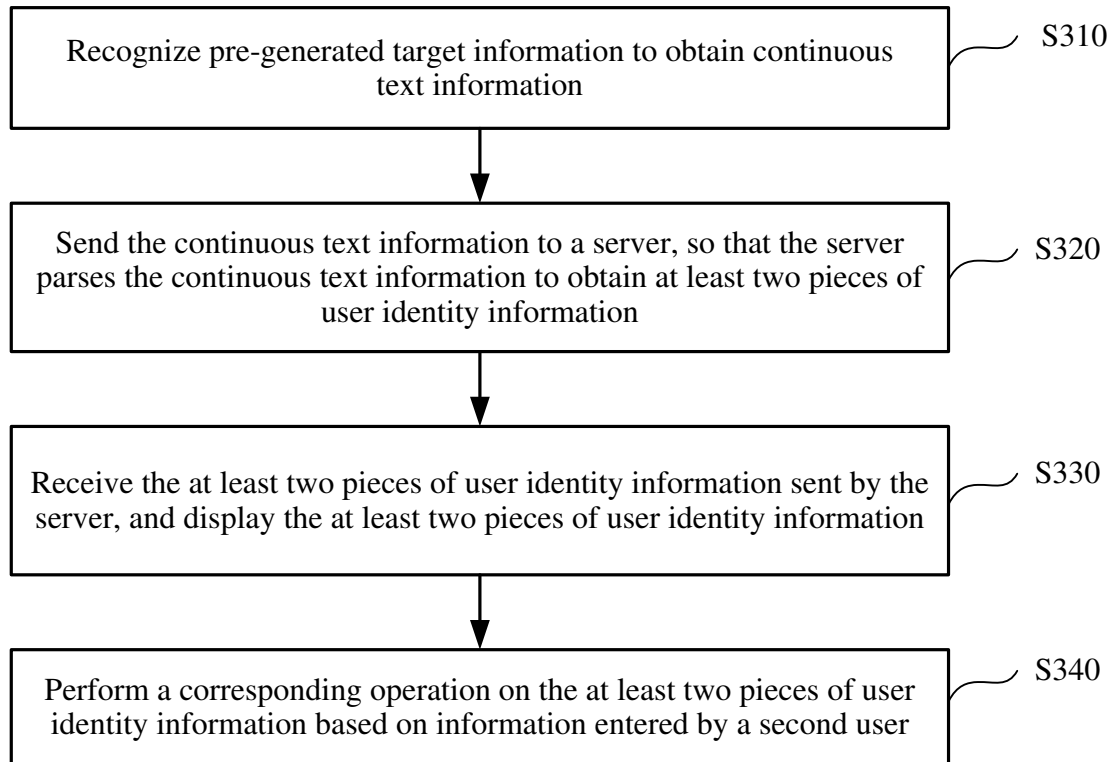 Recognize pre-generated target information to obtain continuous
text information
S310
Send the continuous text information to a server, so that the server
parses the continuous text information to obtain at least two pieces of
user identity information
S320
Receive the at least two pieces of user identity information sent by the
server, and display the at least two pieces of user identity information
S330
Perform a corresponding operation on the at least two pieces of user
identity information based on information entered by a second user
S340